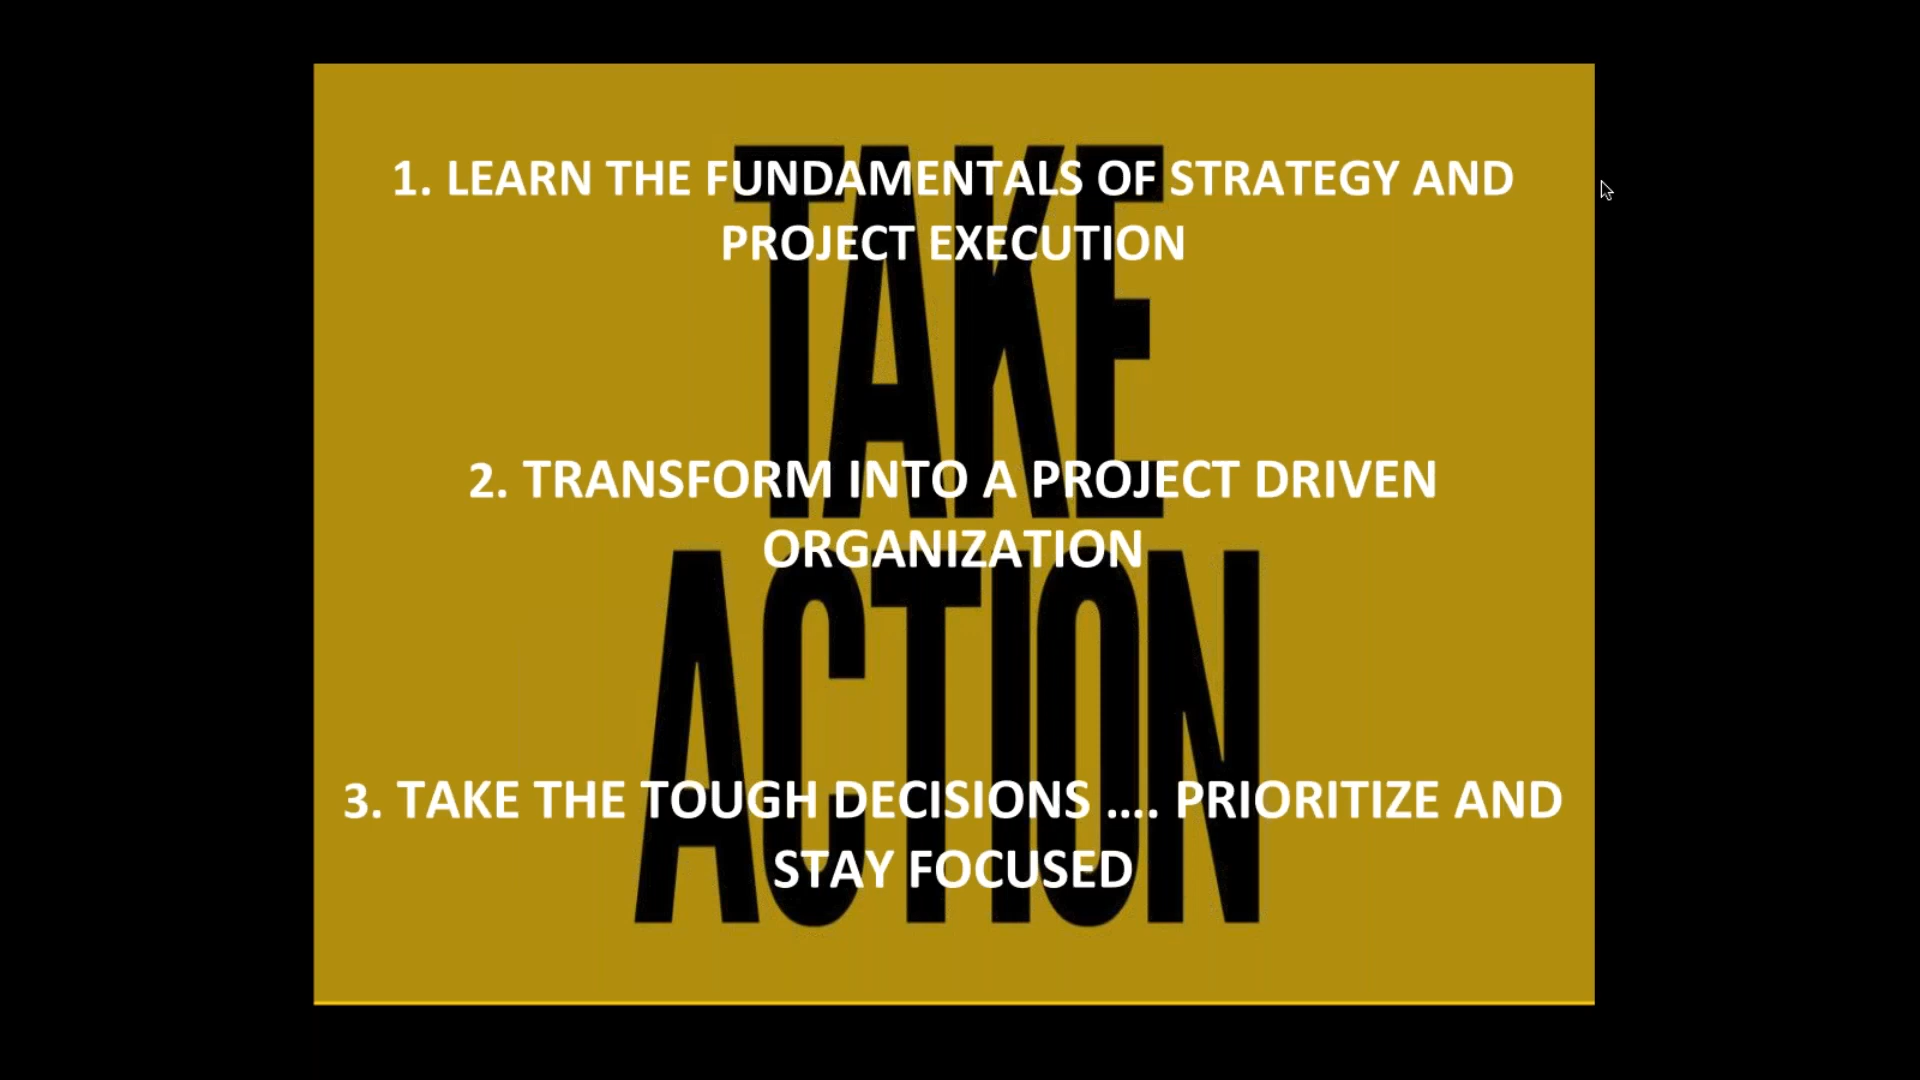 1. LEARN THE FUNDAMENTALS OF STRATEGY AND
PROJECT EXECUTION
TAKE
2. TRANSFORM INTO A PROJECT DRIVEN
ORGANIZATION
ACTION
3. TAKE THE TOUGH DECISIONS .... PRIORITIZE AND
STAY FOCUSED